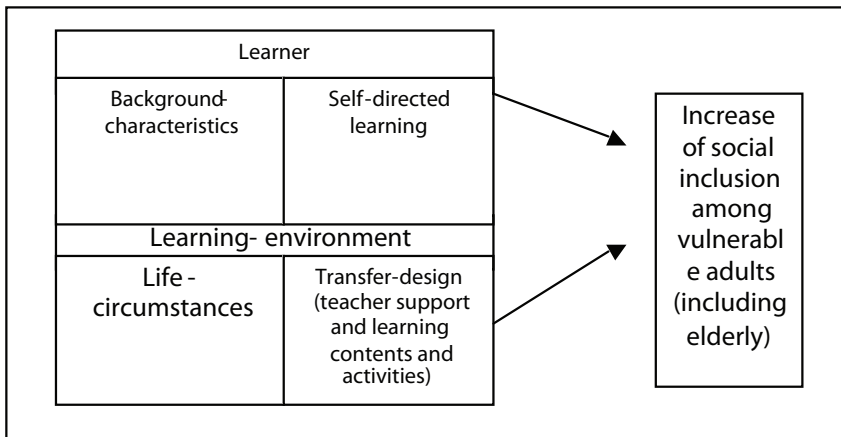 Learner
Background-
characteristics
Self-directed
learning
Learning- environment
Life -
circumstances
Transfer-design
(teacher support
and learning
contents and
activities)
Increase
of social
inclusion
among
vulnerabl
e adults
(including
elderly)